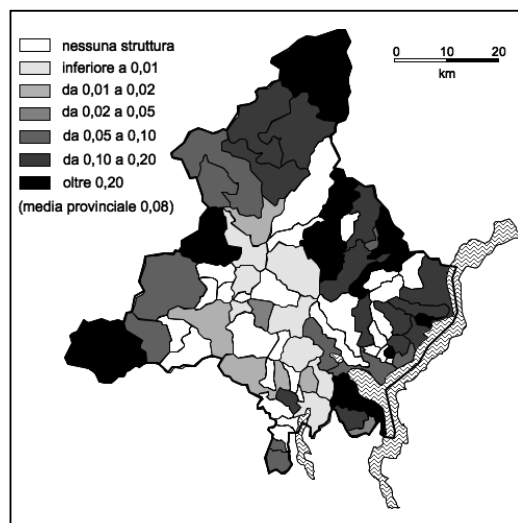 nessuna struttura
inferiore a 0,01
da 0,01 a 0,02
da 0,02 a 0,05
da 0,05 a 0,10
da 0,10 a 0,20
oltre 0,20
(media provinciale 0,08)
0 10 20
km